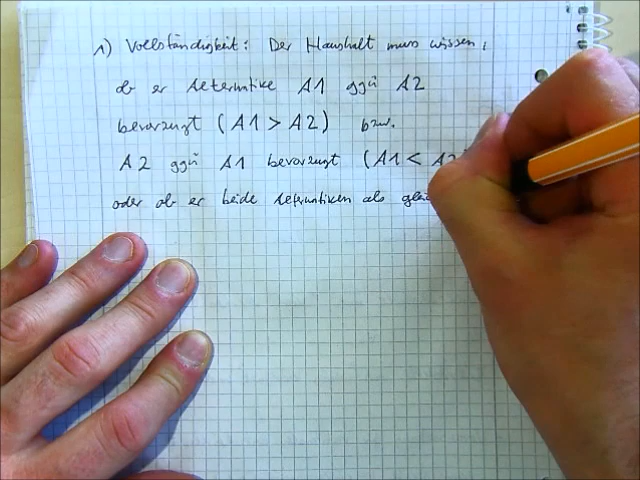 1) Vollständigkeit: Der Haushalt muss wissen,
ob er Alternative A1 ggü A2
bevorzugt (A1 > A2) bzw.
A2 ggü A1 bevorzugt (A1 < A2
oder ob er beide Alternativen als glei